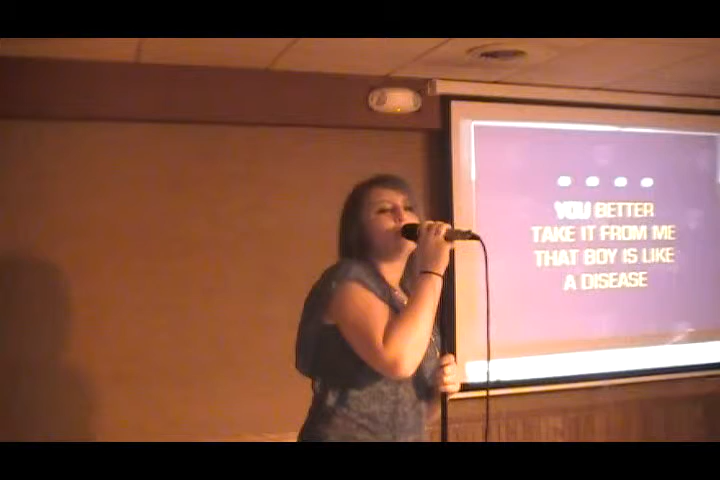 YOU BETTER
TAKE IT FROM ME
THAT BOY IS LIKE
A DISEASE